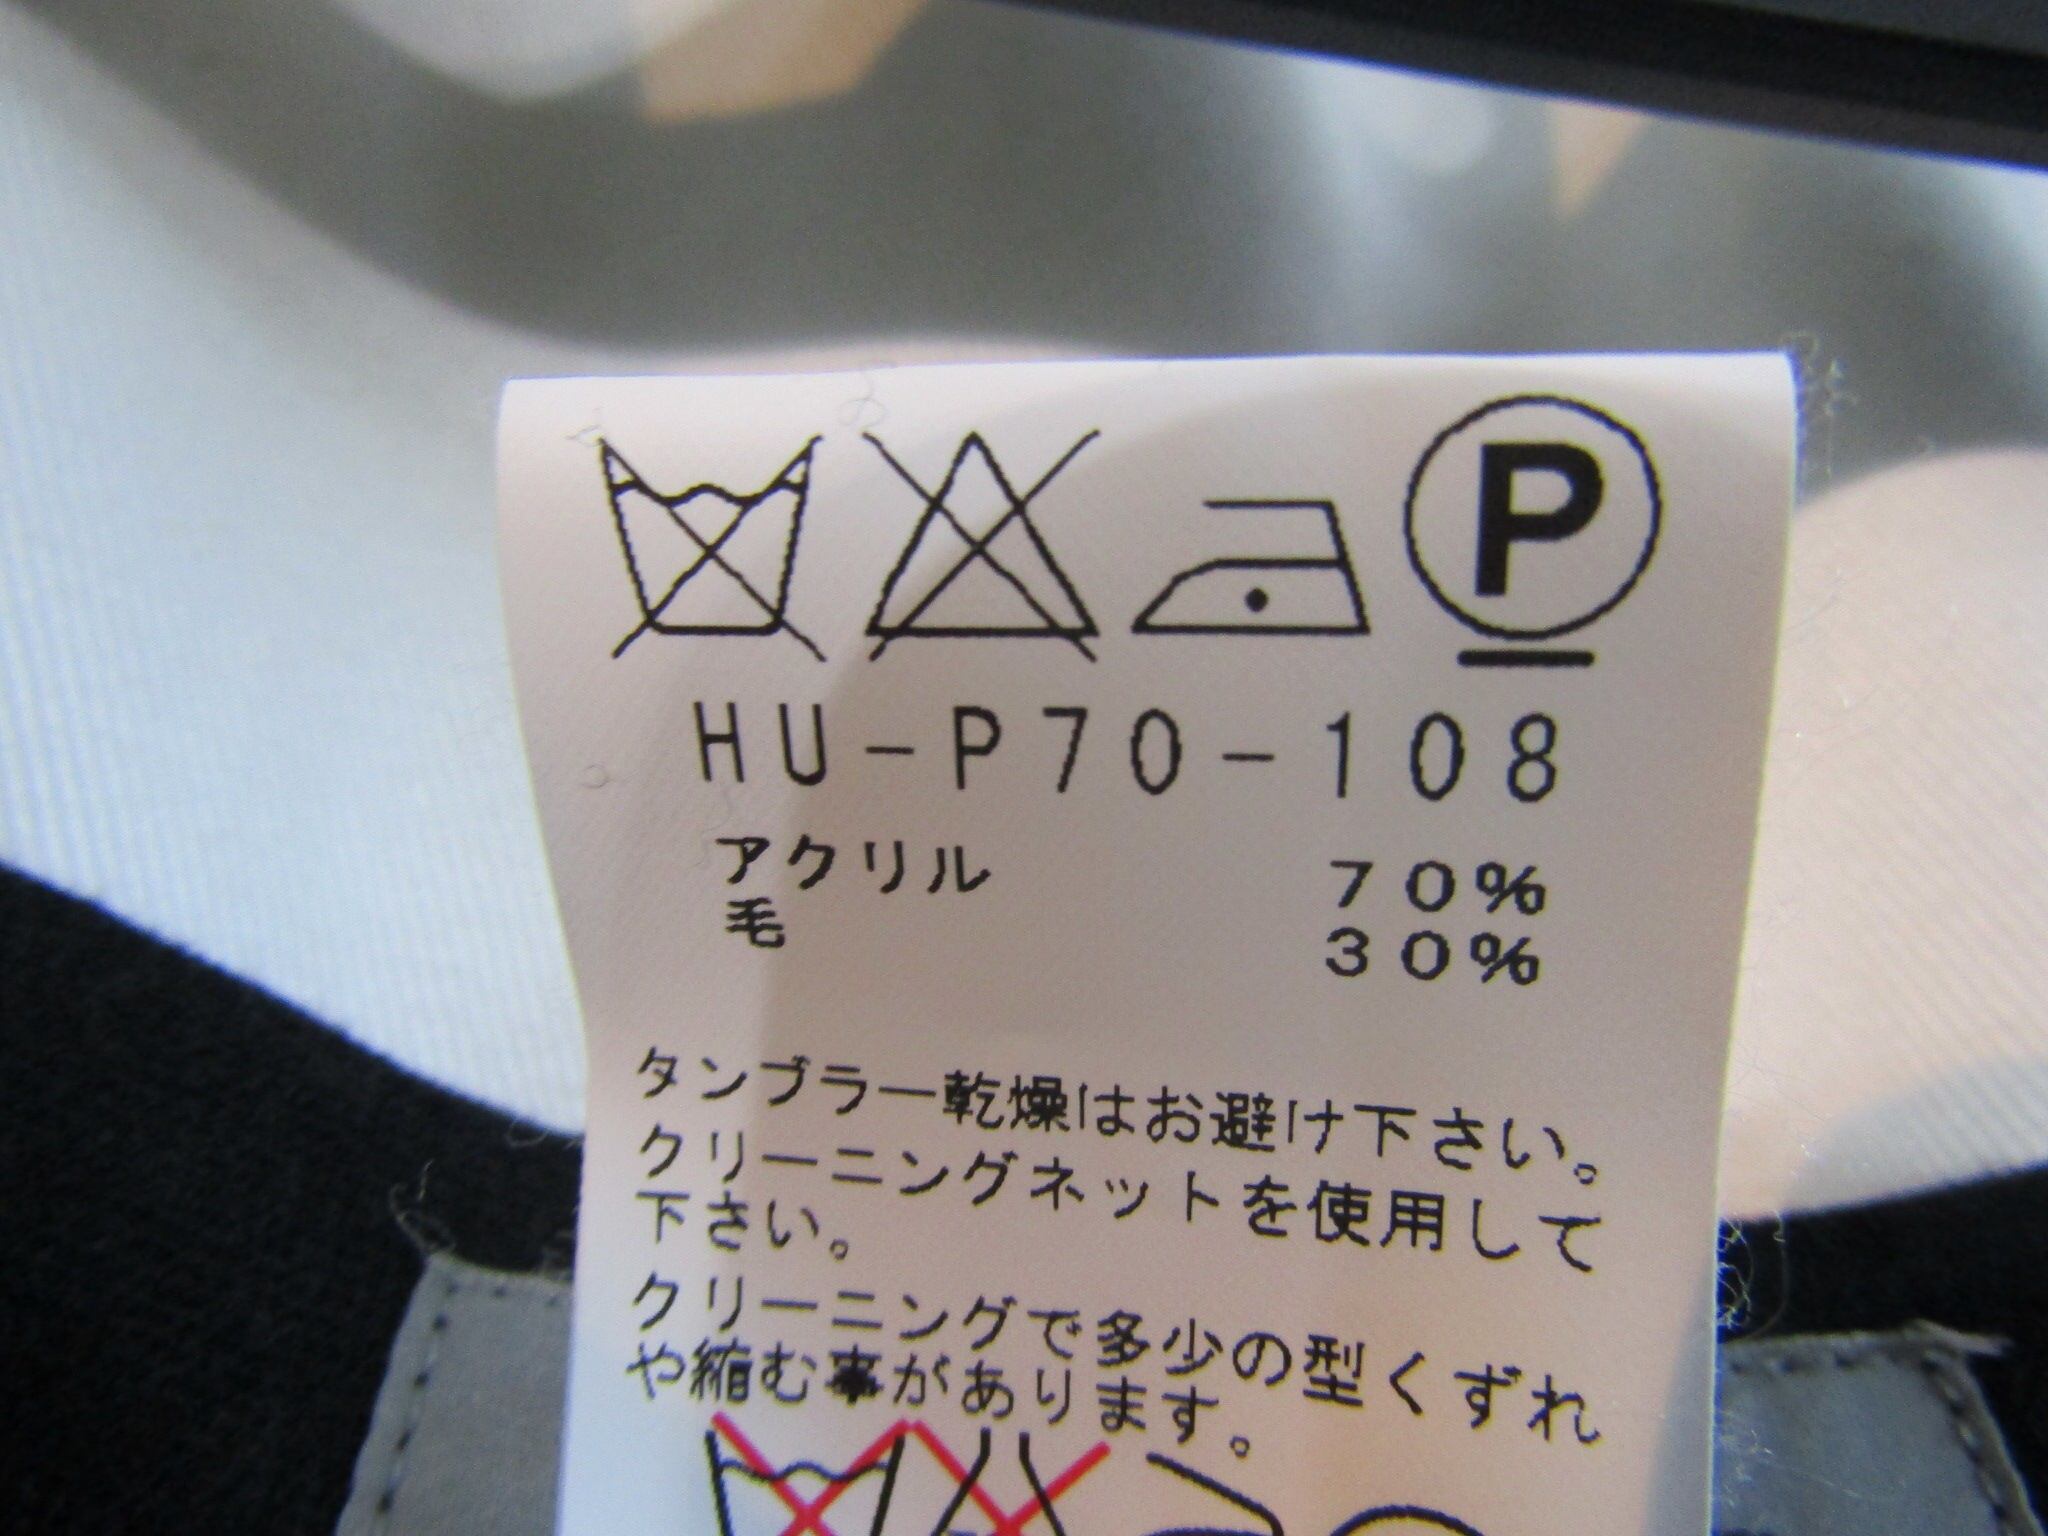 P
HU-P70-108
アクリル 70%
毛 30%
タンブラー乾燥はお避け下さい。
クリーニングネットを使用して
下さい。
クリーニングで多少の型くずれ
や縮む事があります。